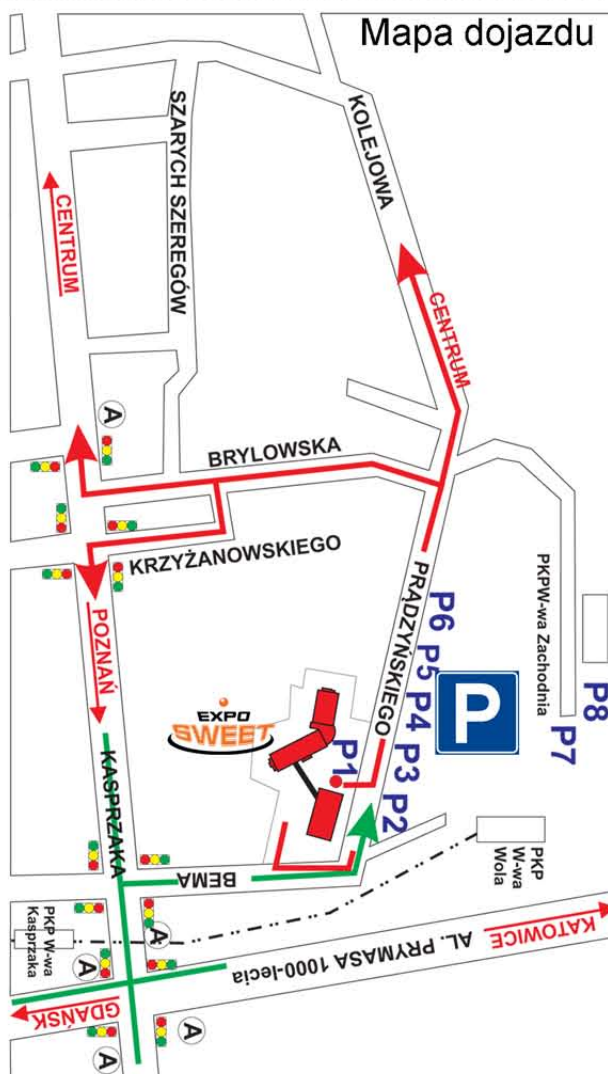 Mapa dojazdu
SZARYCH SZEREGÓW
KOLEJOWA
CENTRUM
CENTRUM
A
BRYLOWSKA
KRZYŻANOWSKIEGO
POZNAŃ
PRĄDZYŃSKIEGO
PKPW-wa Zachodnia
P6
P5
P4
P3
P2
P1
P
P8
P7
EXPO
SWEET
KASPRZAKA
BEMA
PKP
W-wa
Wola
PKP W-wa
Kasprzaka
A
A
A
A
AL. PRYMASA 1000-lecia
KATOWICE
GDAŃSK